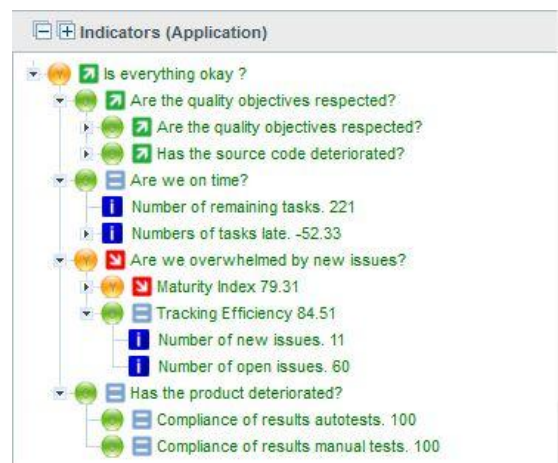 Indicators (Application)
Is everything okay ?
Are the quality objectives respected?
Are the quality objectives respected?
Has the source code deteriorated?
Are we on time?
Number of remaining tasks. 221
Numbers of tasks late. -52.33
Are we overwhelmed by new issues?
Maturity Index 79.31
Tracking Efficiency 84.51
Number of new issues. 11
Number of open issues. 60
Has the product deteriorated?
Compliance of results autotests. 100
Compliance of results manual tests. 100